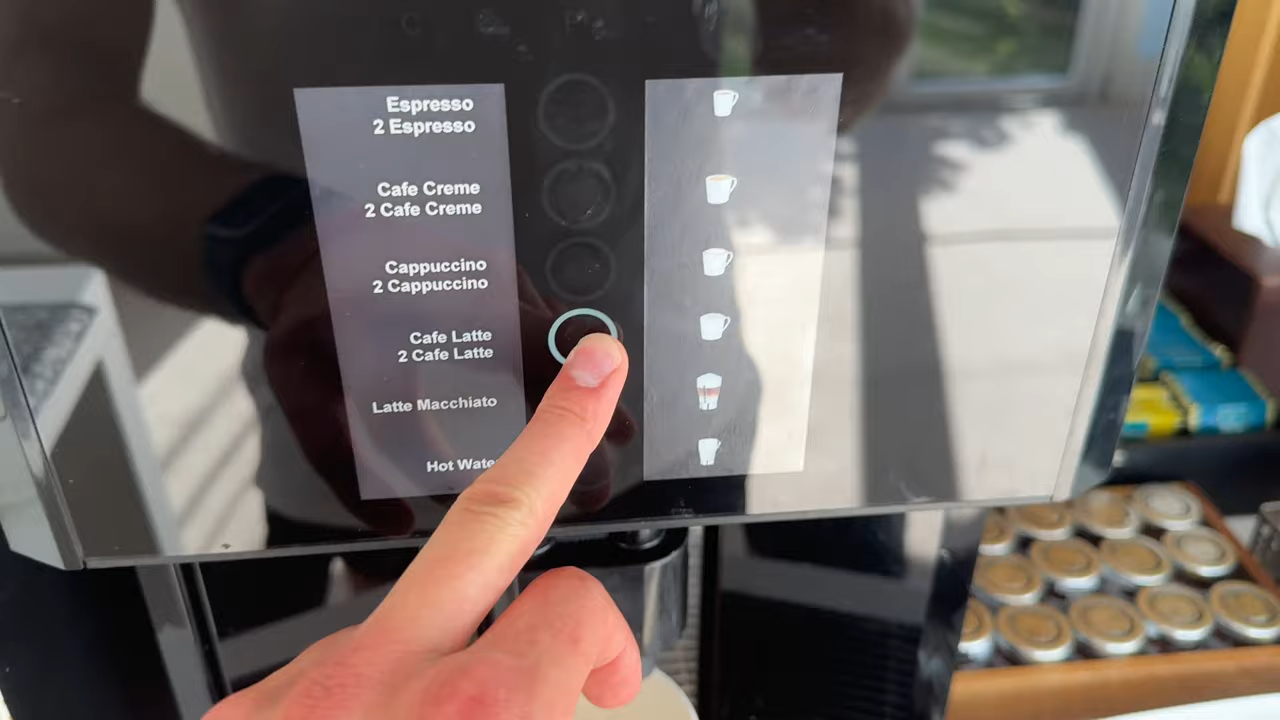 Espresso
2 Espresso
Cafe Creme
2 Cafe Creme
Cappuccino
2 Cappuccino
Cafe Latte
2 Cafe Latte
Latte Macchiato
Hot Water